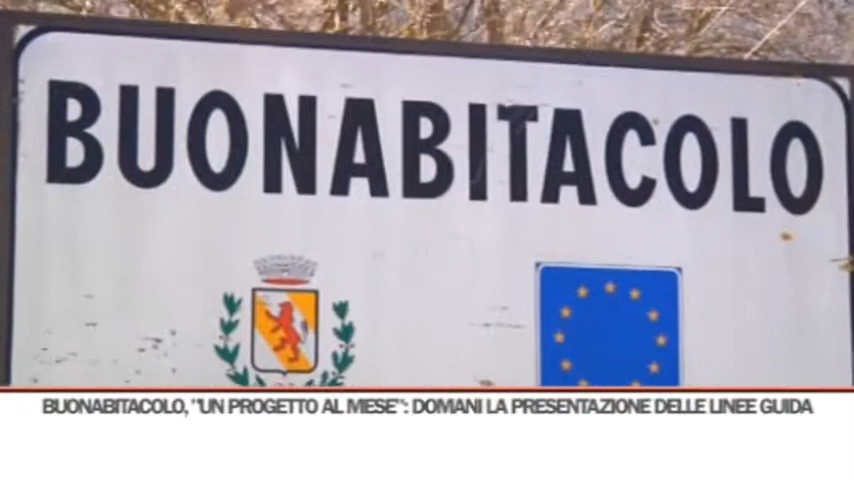 BUONABITACOLO
BUONABITACOLO, "UN PROGETTO AL MESE": DOMANI LA PRESENTAZIONE DELLE LINEE GUIDA